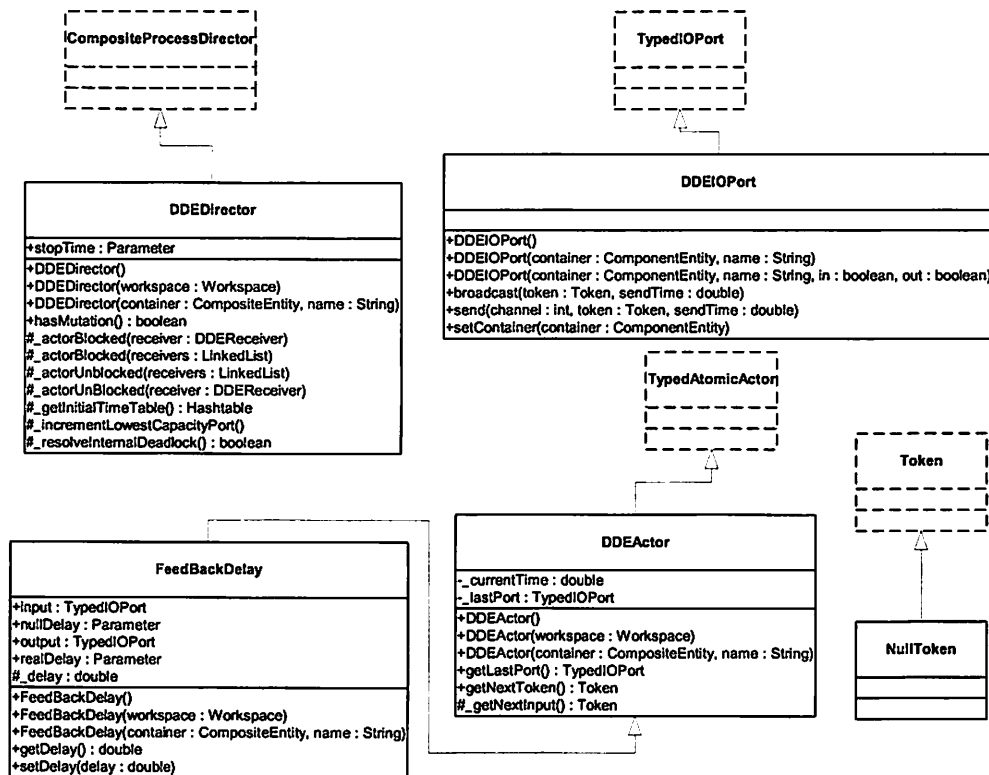 CompositeProcessDirector
TypedIOPort
DDEDirector
+stopTime : Parameter
+DDEDirector()
+DDEDirector(workspace : Workspace)
+DDEDirector(container : CompositeEntity, name : String)
+hasMutation() : boolean
#_actorBlocked(receiver : DDEReceiver)
#_actorBlocked(receivers : LinkedList)
#_actorUnblocked(receivers : LinkedList)
#_actorUnBlocked(receiver : DDEReceiver)
#_getInitialTimeTable() : Hashtable
#_incrementLowestCapacityPort()
#_resolveInternalDeadlock() : boolean
DDEIOPort
+DDEIOPort()
+DDEIOPort(container : ComponentEntity, name : String)
+DDEIOPort(container : ComponentEntity, name : String, in : boolean, out : boolean)
+broadcast(token : Token, sendTime : double)
+send(channel : int, token : Token, sendTime : double)
+setContainer(container : ComponentEntity)
TypedAtomicActor
Token
FeedBackDelay
+input : TypedIOPort
+nullDelay : Parameter
+output : TypedIOPort
+realDelay : Parameter
#_delay : double
+FeedBackDelay()
+FeedBackDelay(workspace : Workspace)
+FeedBackDelay(container : CompositeEntity, name : String)
+getDelay() : double
+setDelay(delay : double)
DDEActor
-_currentTime : double
-_lastPort : TypedIOPort
+DDEActor()
+DDEActor(workspace : Workspace)
+DDEActor(container : CompositeEntity, name : String)
+getLastPort() : TypedIOPort
+getNextToken() : Token
#_getNextInput() : Token
NullToken